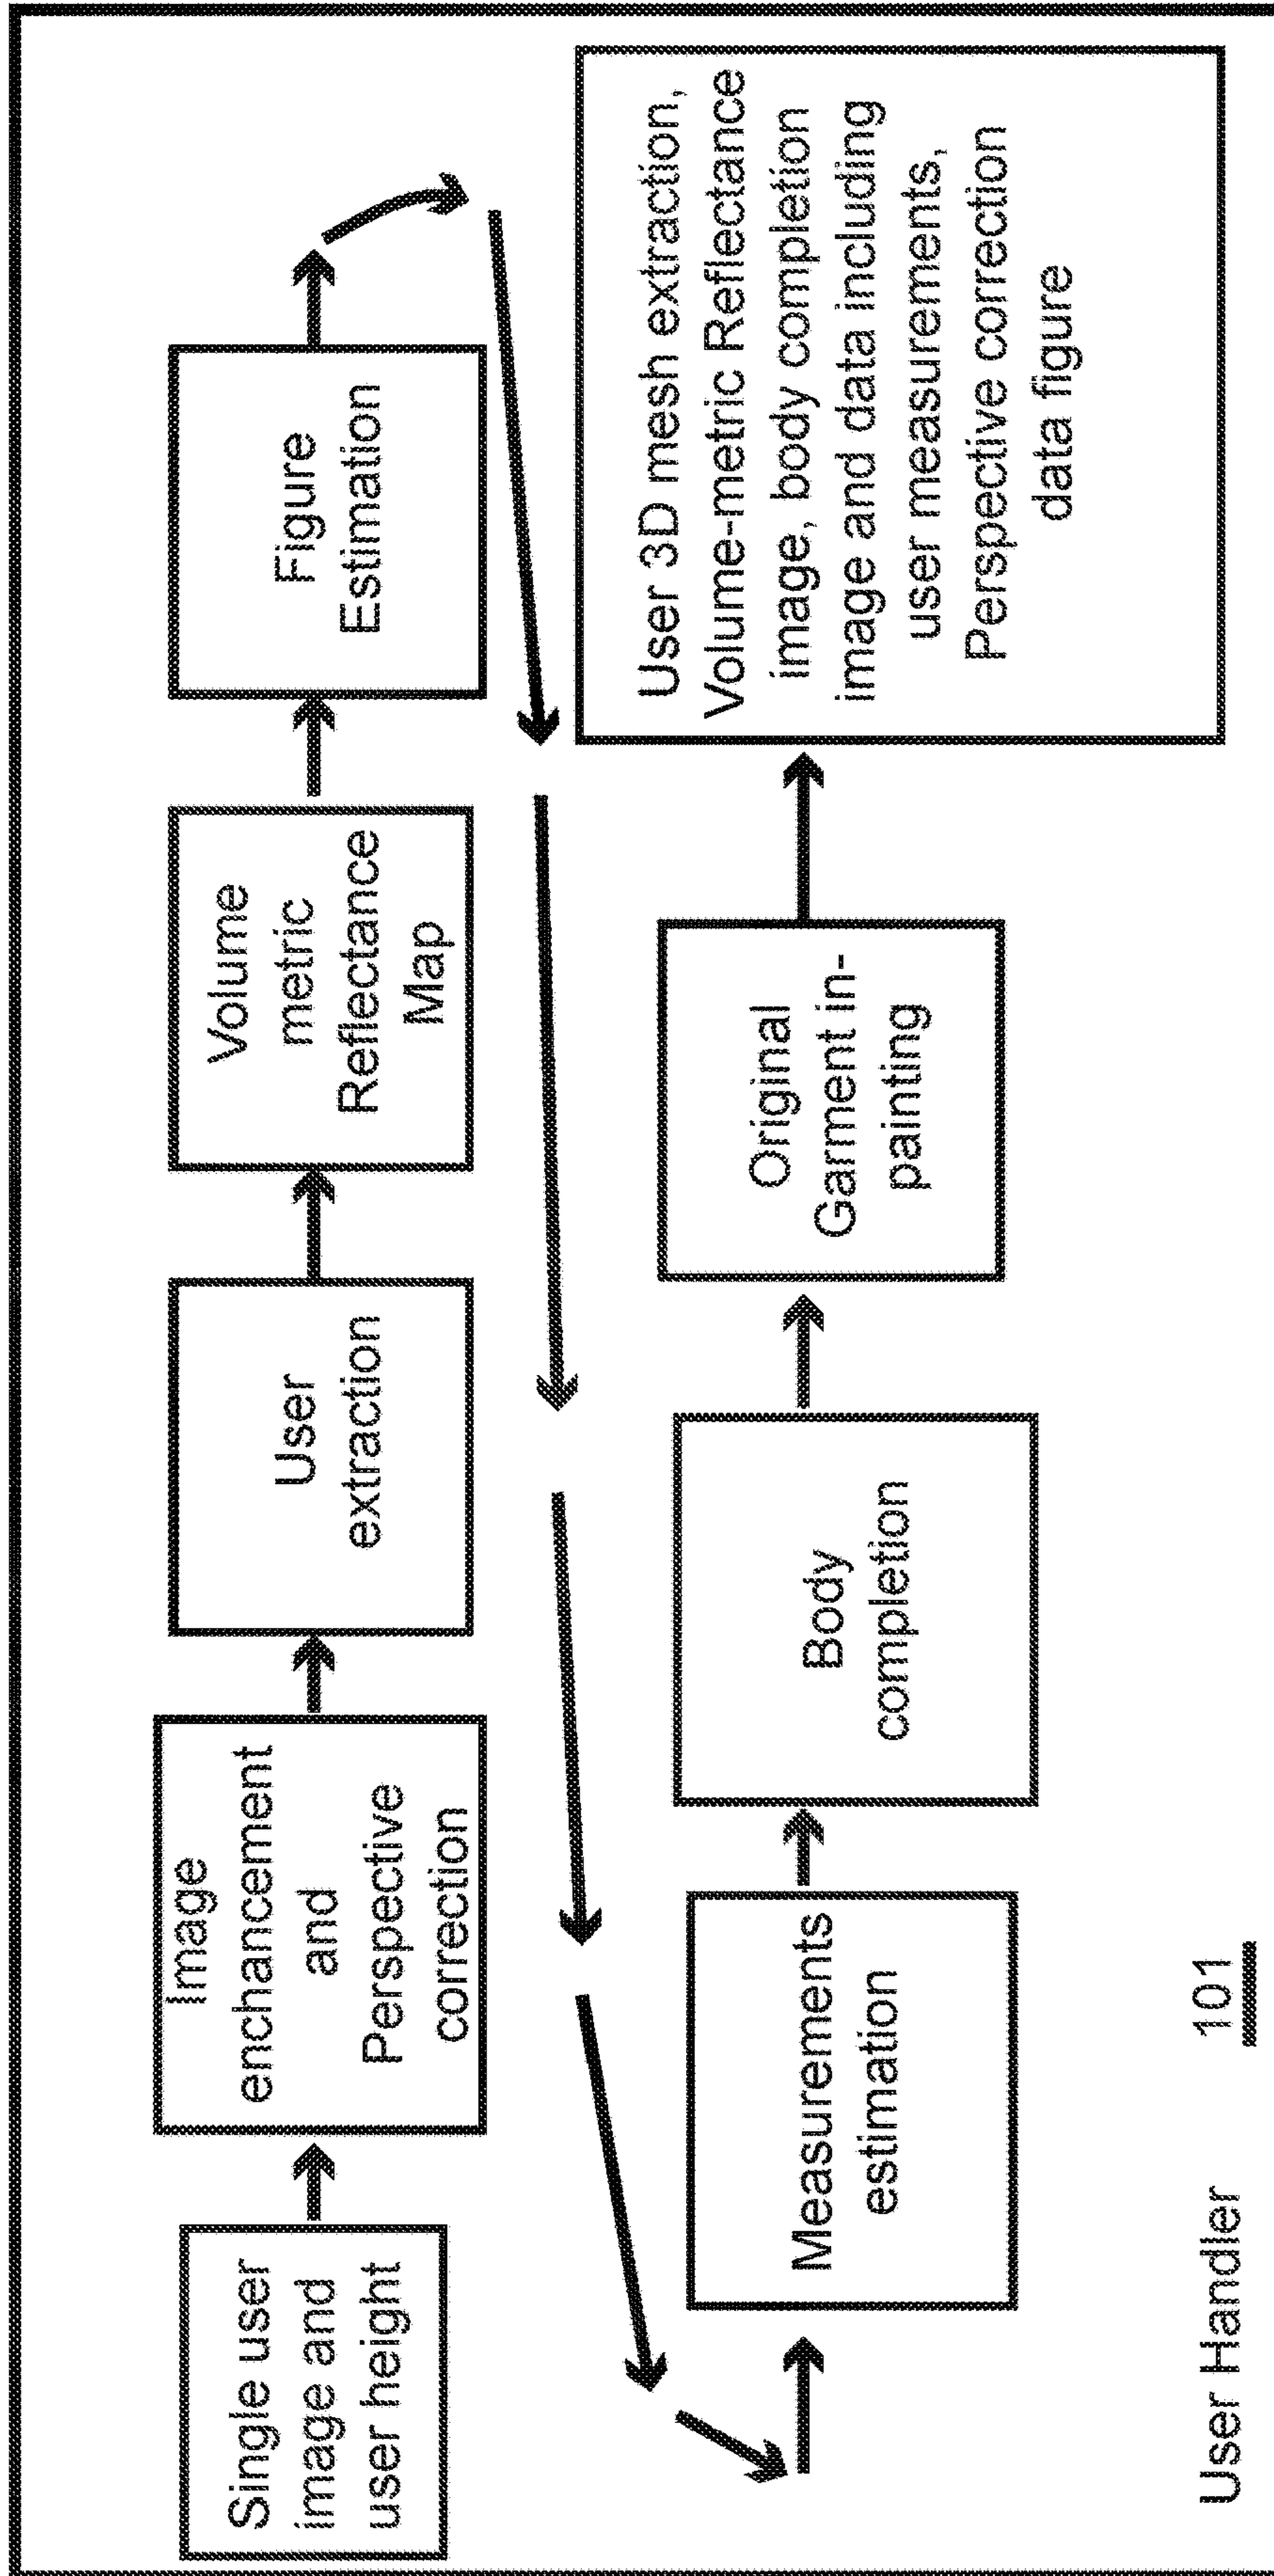 Single user
image and
user height
Image
enchancement
and
Perspective
correction
User
extraction
Volume
metric
Reflectance
Map
Figure
Estimation
Measurements
estimation
Body
completion
Original
Garment in-
painting
User 3D mesh extraction,
Volume-metric Reflectance
image, body completion
image and data including
user measurements,
Perspective correction
data figure
User Handler 101